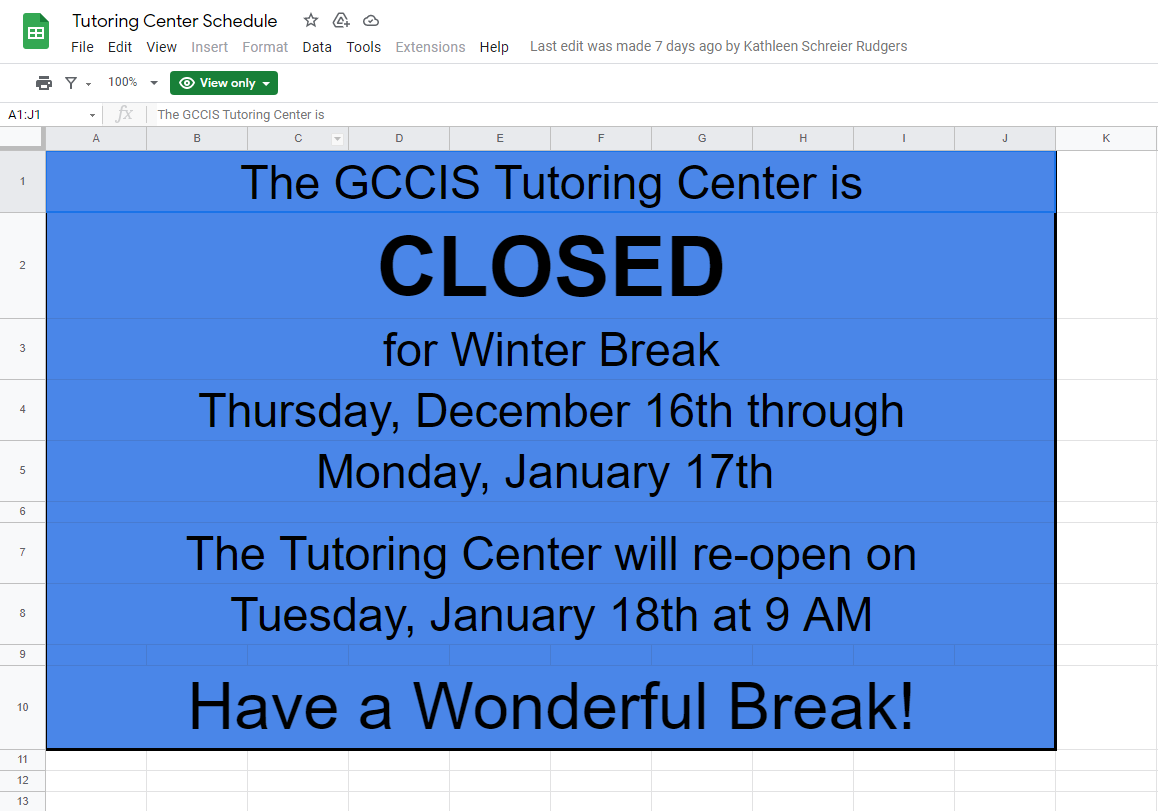 Tutoring Center Schedule
File Edit View Insert Format Data Tools Extensions Help Last edit was made 7 days ago by Kathleen Schreier Rudgers
100% View only
A1:J1 fx The GCCIS Tutoring Center is
A B C D E F G H I J K
1 The GCCIS Tutoring Center is
2 CLOSED
3 for Winter Break
4 Thursday, December 16th through
5 Monday, January 17th
6
7 The Tutoring Center will re-open on
8 Tuesday, January 18th at 9 AM
9
10 Have a Wonderful Break!
11
12
13